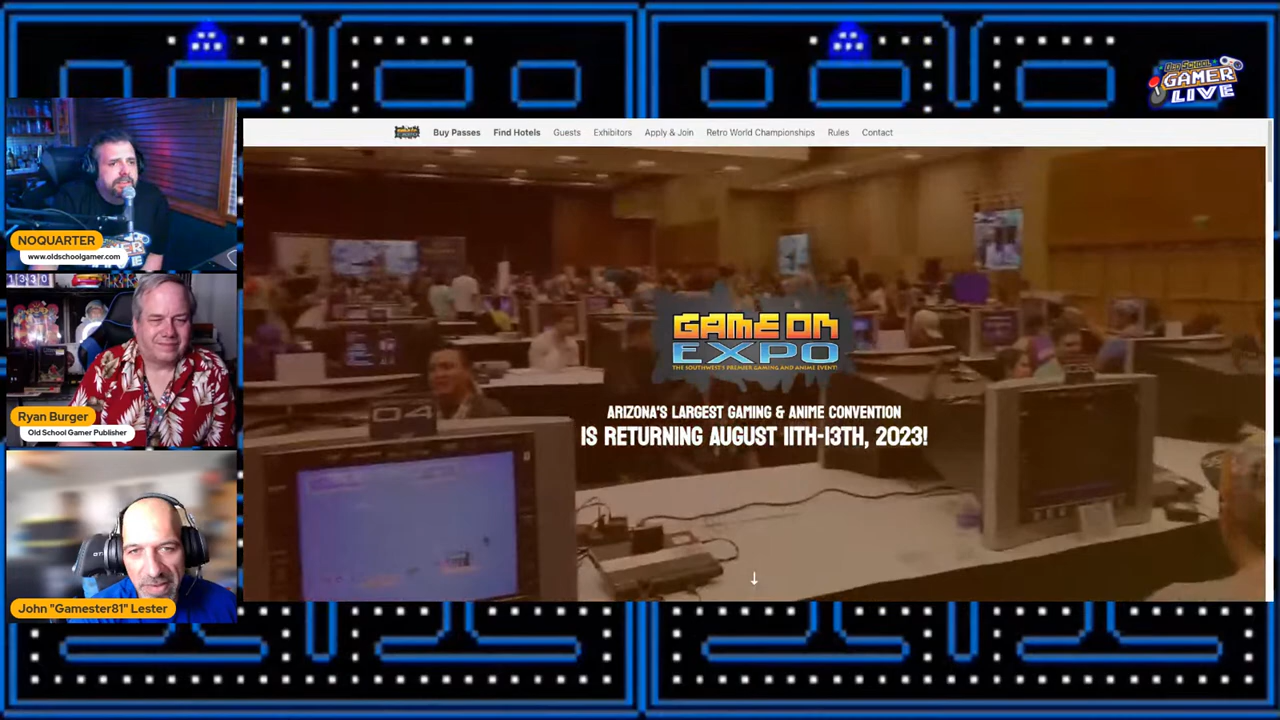 OLD SCHOOL
GAMER
LIVE
Buy Passes Find Hotels Guests Exhibitors Apply & Join Retro World Championships Rules Contact
NOQUARTER
www.oldschoolgamer.com
Ryan Burger
Old School Gamer Publisher
John "Gamester81" Lester
GAME ON
EXPO
THE SOUTHWEST'S PREMIER GAMING AND ANIME EVENT!
ARIZONA'S LARGEST GAMING & ANIME CONVENTION
IS RETURNING AUGUST 11TH-13TH, 2023!
04